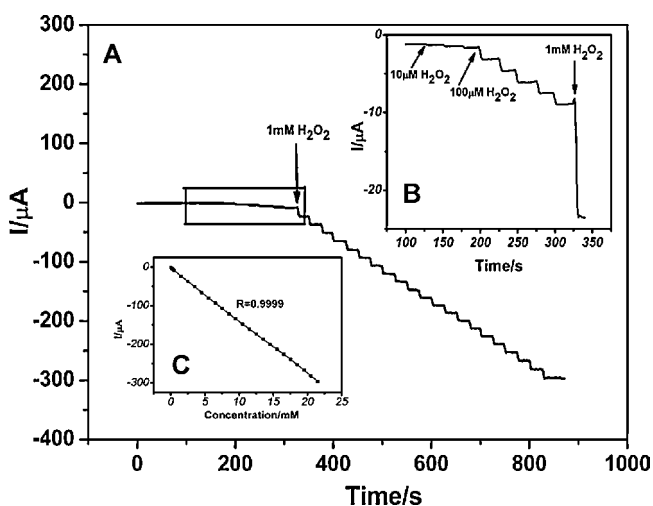 300
200
100
0
-100
-200
-300
-400
I/μA
A
1mM H2O2
0
200
400
600
800
1000
Time/s
0
-10
-20
I/μA
10μM H2O2
100μM H2O2
1mM H2O2
B
100
150
200
250
300
350
Time/s
0
-100
-200
-300
I/μA
R=0.9999
C
0
5
10
15
20
25
Concentration/mM